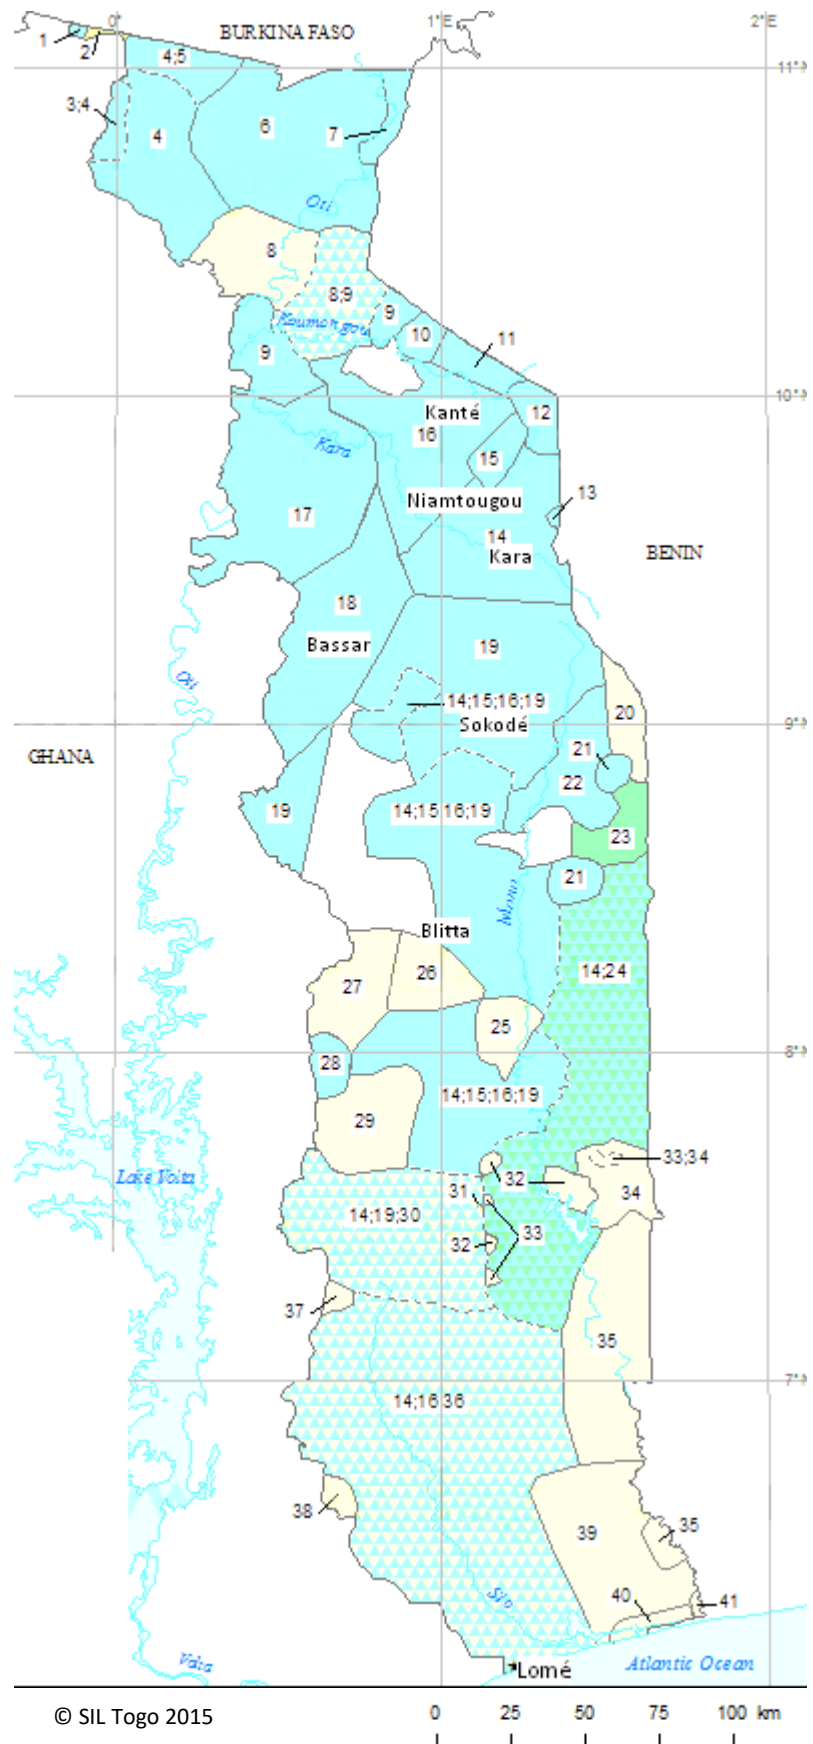 0°
1°E
2°E
BURKINA FASO
1
2
4;5
11°N
3;4
4
6
7
Oti
8
8;9
9
Koumongou
10
11
9
10°N
Kanté
12
16
Kara
15
13
Niamtougou
17
14
Kara
BENIN
18
Bassar
19
Oti
14;15;16;19
20
Sokodé
9°N
21
GHANA
22
19
14;15;16;19
23
21
Mono
Blitta
14;24
27
26
25
8°N
28
14;15;16;19
29
33;34
Lake Volta
32
31
34
14;19;30
33
32
37
35
7°N
14;16;36
38
39
35
Sio
40
41
Volta
Lomé
Atlantic Ocean
© SIL Togo 2015
0 25 50 75 100 km